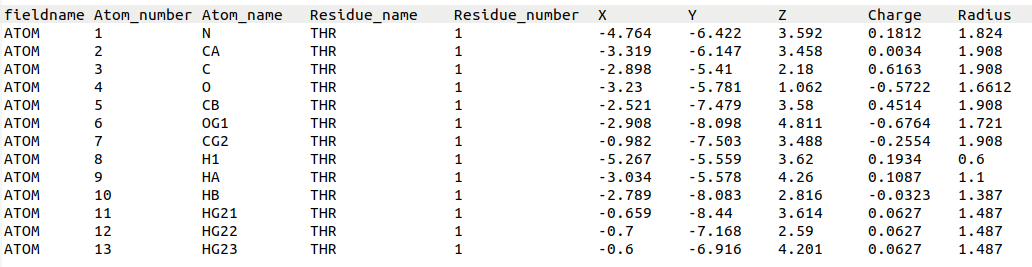 fieldname Atom_number Atom_name Residue_name Residue_number X Y Z Charge Radius
ATOM 1 N THR 1 -4.764 -6.422 3.592 0.1812 1.824
ATOM 2 CA THR 1 -3.319 -6.147 3.458 0.0034 1.908
ATOM 3 C THR 1 -2.898 -5.41 2.18 0.6163 1.908
ATOM 4 O THR 1 -3.23 -5.781 1.062 -0.5722 1.6612
ATOM 5 CB THR 1 -2.521 -7.479 3.58 0.4514 1.908
ATOM 6 OG1 THR 1 -2.908 -8.098 4.811 -0.6764 1.721
ATOM 7 CG2 THR 1 -0.982 -7.503 3.488 -0.2554 1.908
ATOM 8 H1 THR 1 -5.267 -5.559 3.62 0.1934 0.6
ATOM 9 HA THR 1 -3.034 -5.578 4.26 0.1087 1.1
ATOM 10 HB THR 1 -2.789 -8.083 2.816 -0.0323 1.387
ATOM 11 HG21 THR 1 -0.659 -8.44 3.614 0.0627 1.487
ATOM 12 HG22 THR 1 -0.7 -7.168 2.59 0.0627 1.487
ATOM 13 HG23 THR 1 -0.6 -6.916 4.201 0.0627 1.487